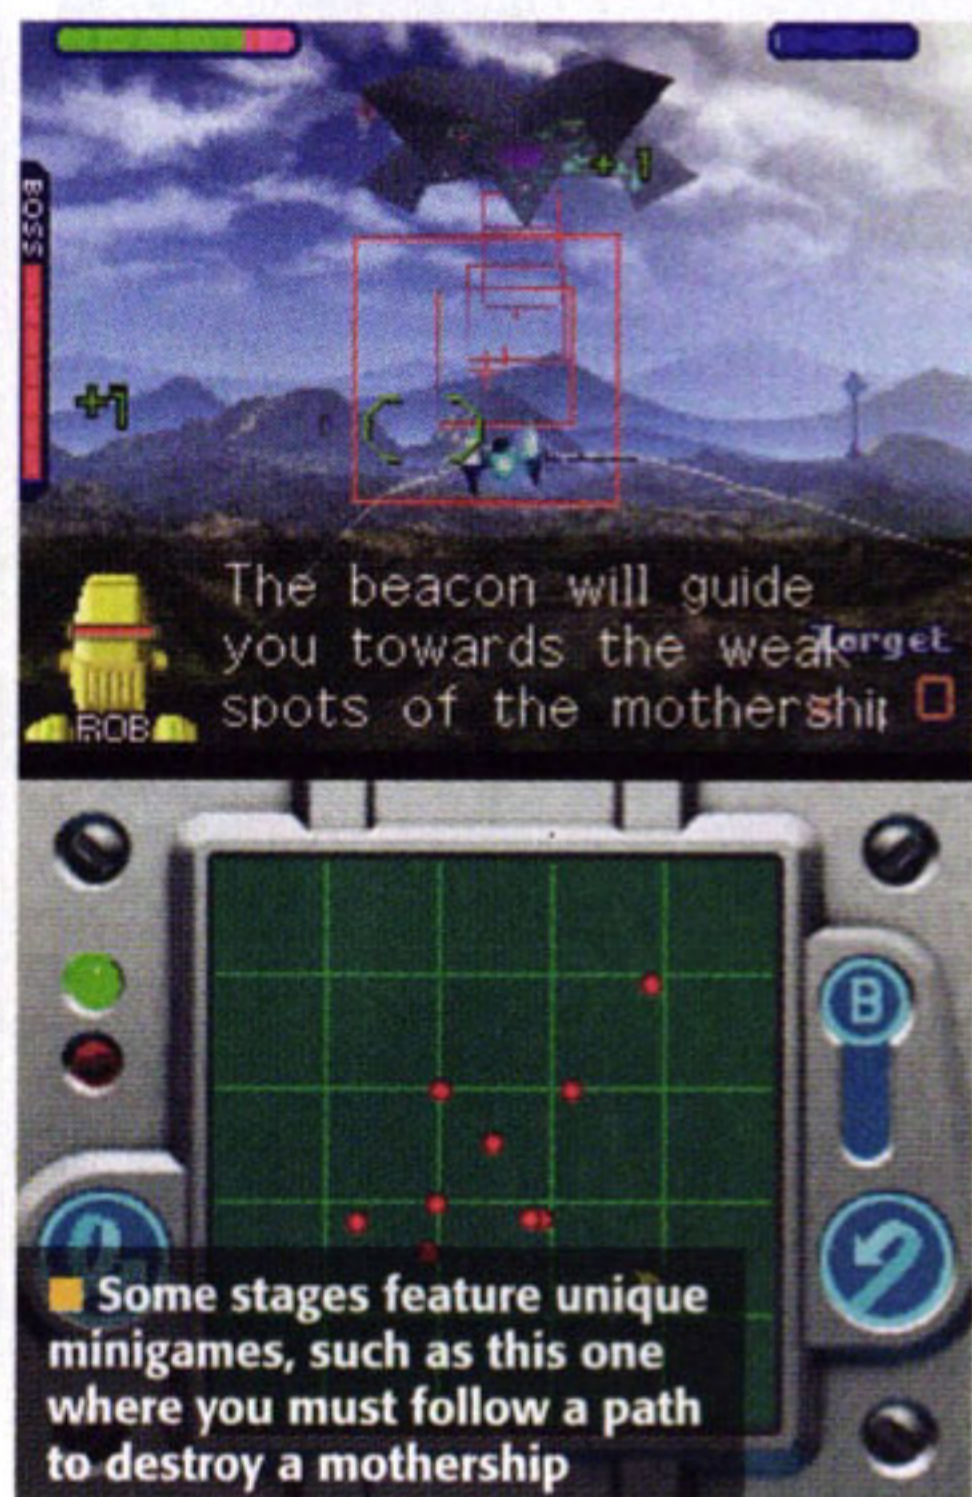 BOSS
+1
+1
The beacon will guide
you towards the weak
Target
spots of the mothership
ROB
B
Some stages feature unique
minigames, such as this one
where you must follow a path
to destroy a mothership